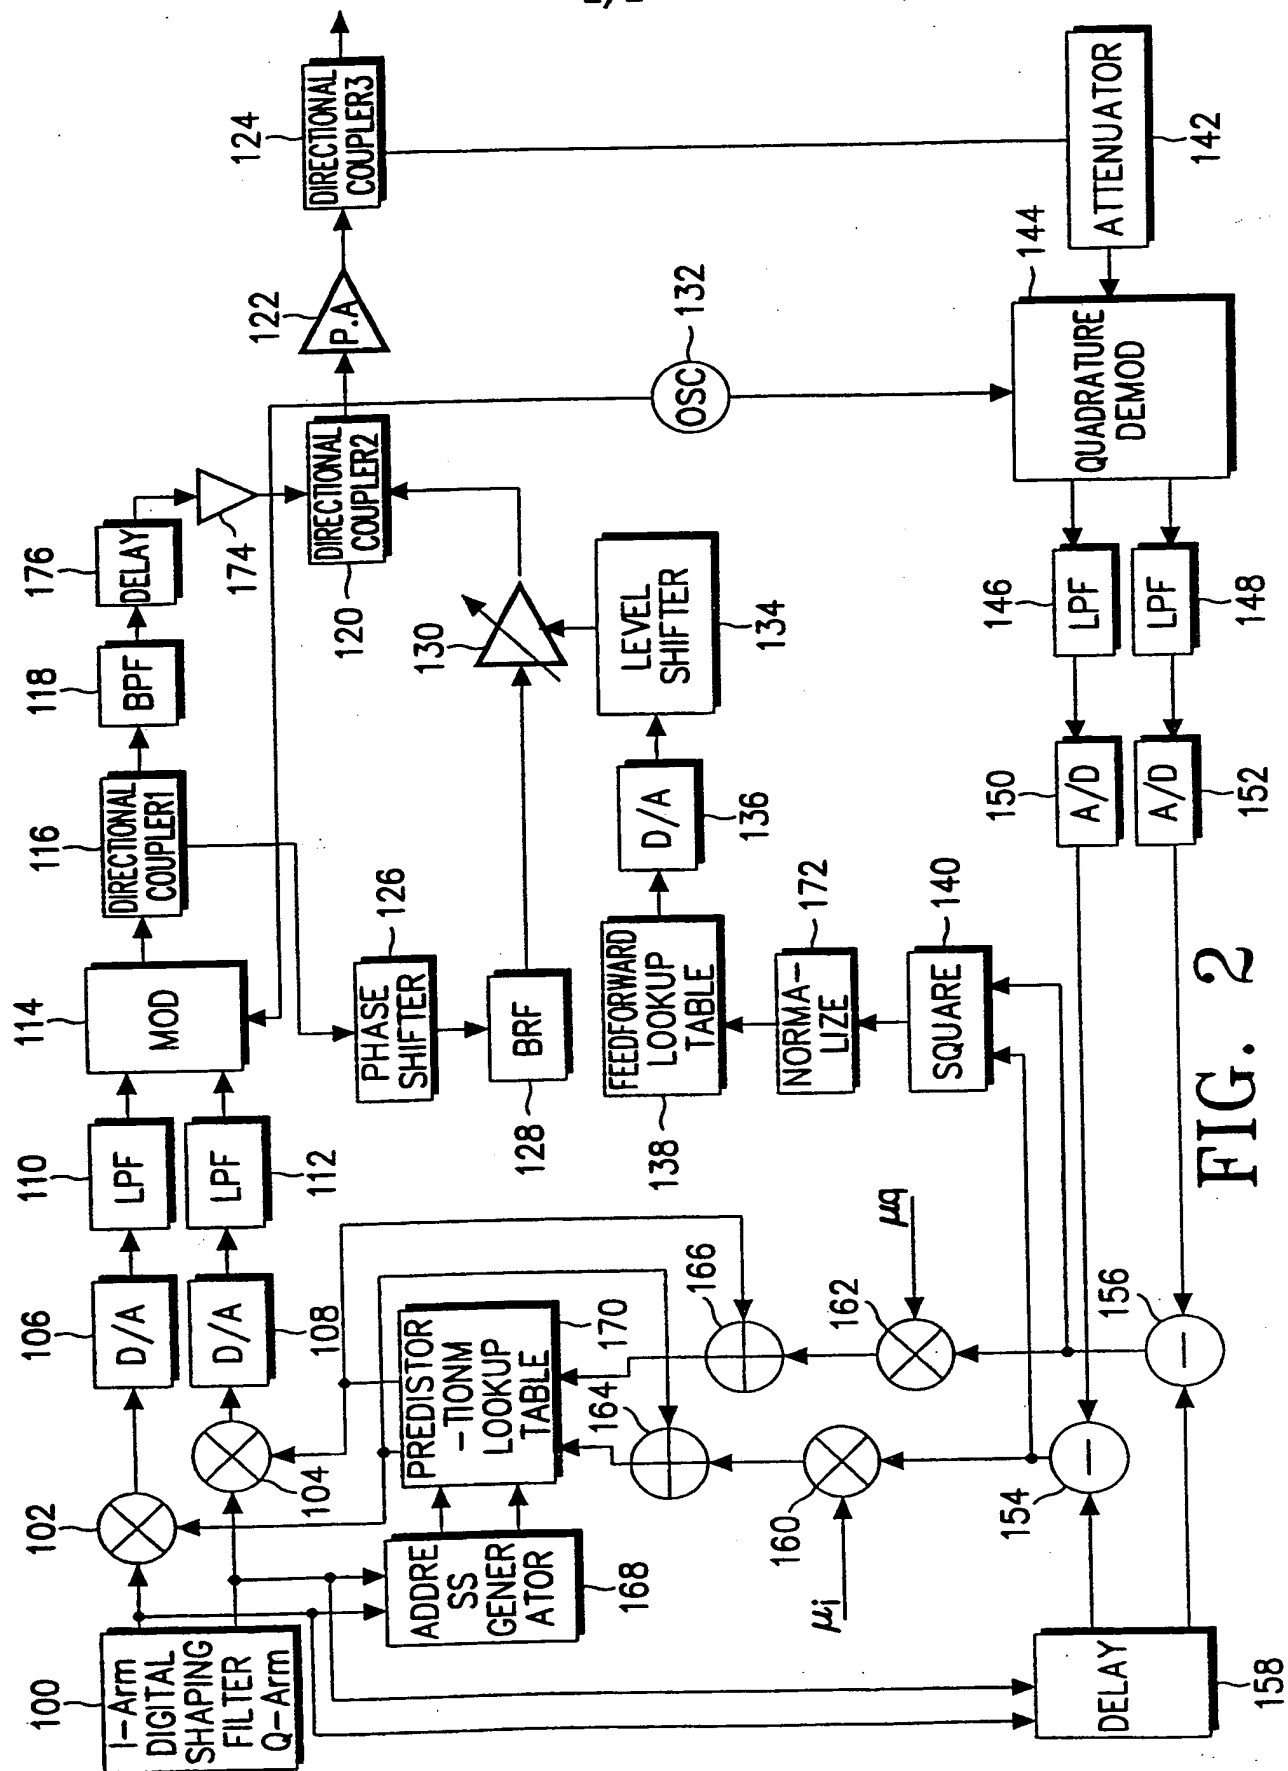 100
I-Arm
DIGITAL
SHAPING
FILTER
Q-Arm
102
104
106
D/A
D/A
108
110
LPF
LPF
112
114
MOD
116
DIRECTIONAL
COUPLER1
118
BPF
176
DELAY
174
DIRECTIONAL
COUPLER2
120
122
P.A
124
DIRECTIONAL
COUPLER3
126
PHASE
SHIFTER
BRF
128
130
LEVEL
SHIFTER
134
D/A
136
FEEDFORWARD
LOOKUP
TABLE
138
172
NORMA-
LIZE
140
SQUARE
OSC
132
ATTENUATOR
142
144
QUADRATURE
DEMOD
146
LPF
LPF
148
150
A/D
A/D
152
ADDRE
SS
GENER
ATOR
168
PREDISTOR
-TIONM
LOOKUP
TABLE
170
164
166
160
μi
162
μq
154
156
DELAY
158
FIG. 2